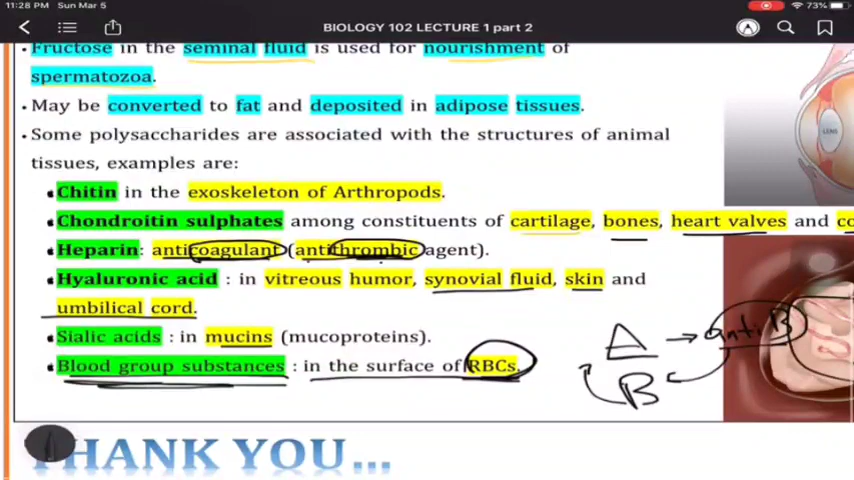 11:28 PM Sun Mar 5
73%
BIOLOGY 102 LECTURE 1 part 2
• Fructose in the seminal fluid is used for nourishment of
spermatozoa.
• May be converted to fat and deposited in adipose tissues.
• Some polysaccharides are associated with the structures of animal
tissues, examples are:
Chitin in the exoskeleton of Arthropods.
Chondroitin sulphates among constituents of cartilage, bones, heart valves and co
Heparin: anticoagulant (antithrombic agent).
Hyaluronic acid : in vitreous humor, synovial fluid, skin and
umbilical cord.
Sialic acids : in mucins (mucoproteins).
Blood group substances : in the surface of RBCs.
LENS
A → anti B
B
THANK YOU...